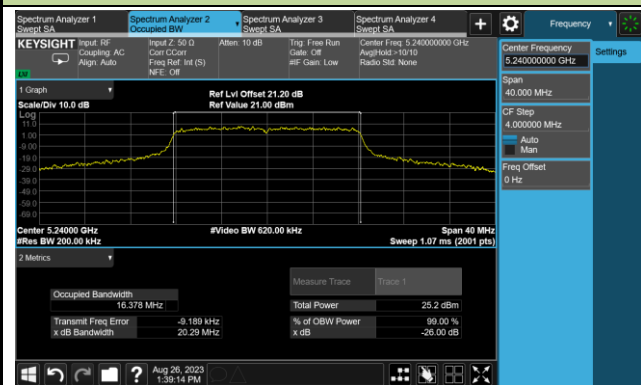 Spectrum Analyzer 1
Swept SA
Spectrum Analyzer 2
Occupied BW
Spectrum Analyzer 3
Swept SA
Spectrum Analyzer 4
Swept SA
+
Frequency
KEYSIGHT
Input: RF
Coupling: AC
Align: Auto
Input Z: 50 Ω
Corr CCorr
Freq Ref: Int (S)
NFE: Off
Atten: 10 dB
Trig: Free Run
Gate: Off
#IF Gain: Low
Center Freq: 5.240000000 GHz
Avg|Hold:>10/10
Radio Std: None
Center Frequency
5.240000000 GHz
Settings
Span
40.000 MHz
CF Step
4.000000 MHz
Auto
Man
Freq Offset
0 Hz
1 Graph
Scale/Div 10.0 dB
Ref Lvl Offset 21.20 dB
Ref Value 21.00 dBm
Log
11.0
1.00
-9.00
-19.0
-29.0
-39.0
-49.0
-59.0
-69.0
Center 5.24000 GHz
#Video BW 620.00 kHz
Span 40 MHz
#Res BW 200.00 kHz
Sweep 1.07 ms (2001 pts)
2 Metrics
Measure Trace
Trace 1
Occupied Bandwidth
16.378 MHz
Total Power
25.2 dBm
Transmit Freq Error
-9.189 kHz
% of OBW Power
99.00 %
x dB Bandwidth
20.29 MHz
x dB
-26.00 dB
?
Aug 26, 2023
1:39:14 PM